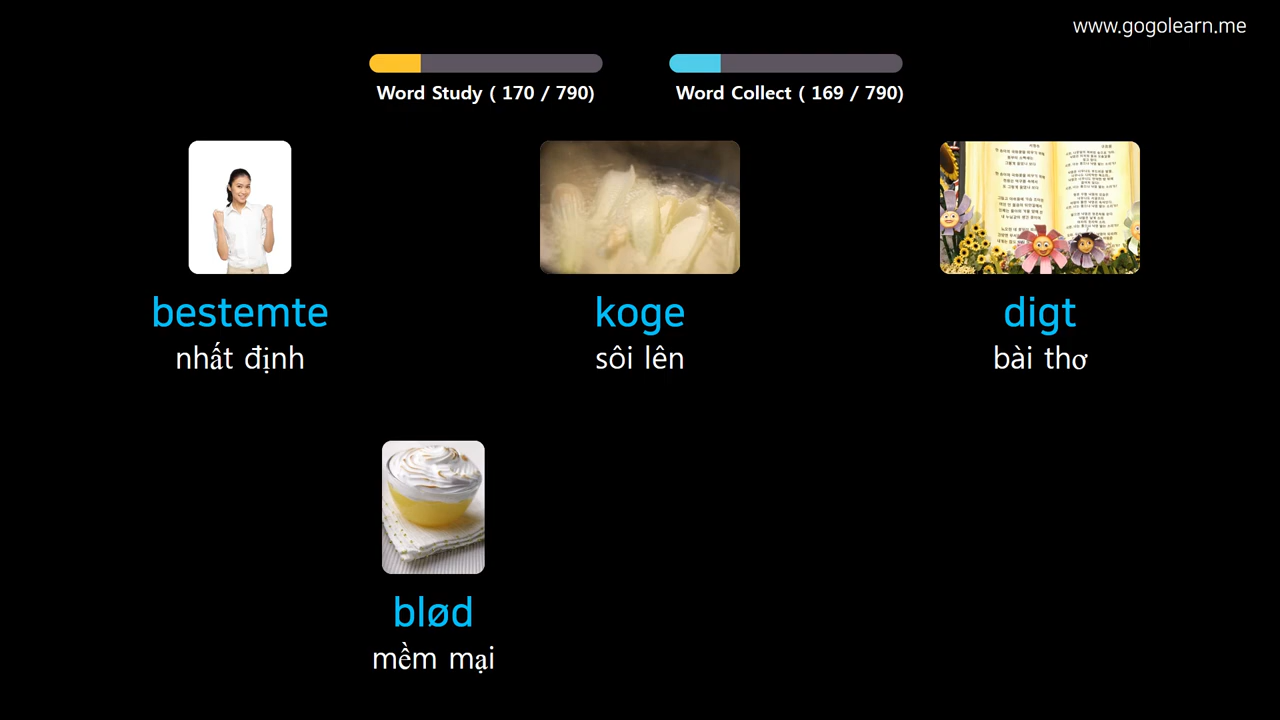 www.gogolearn.me
Word Study ( 170 / 790)
Word Collect ( 169 / 790)
bestemte
nhất định
koge
sôi lên
digt
bài thơ
blød
mềm mại